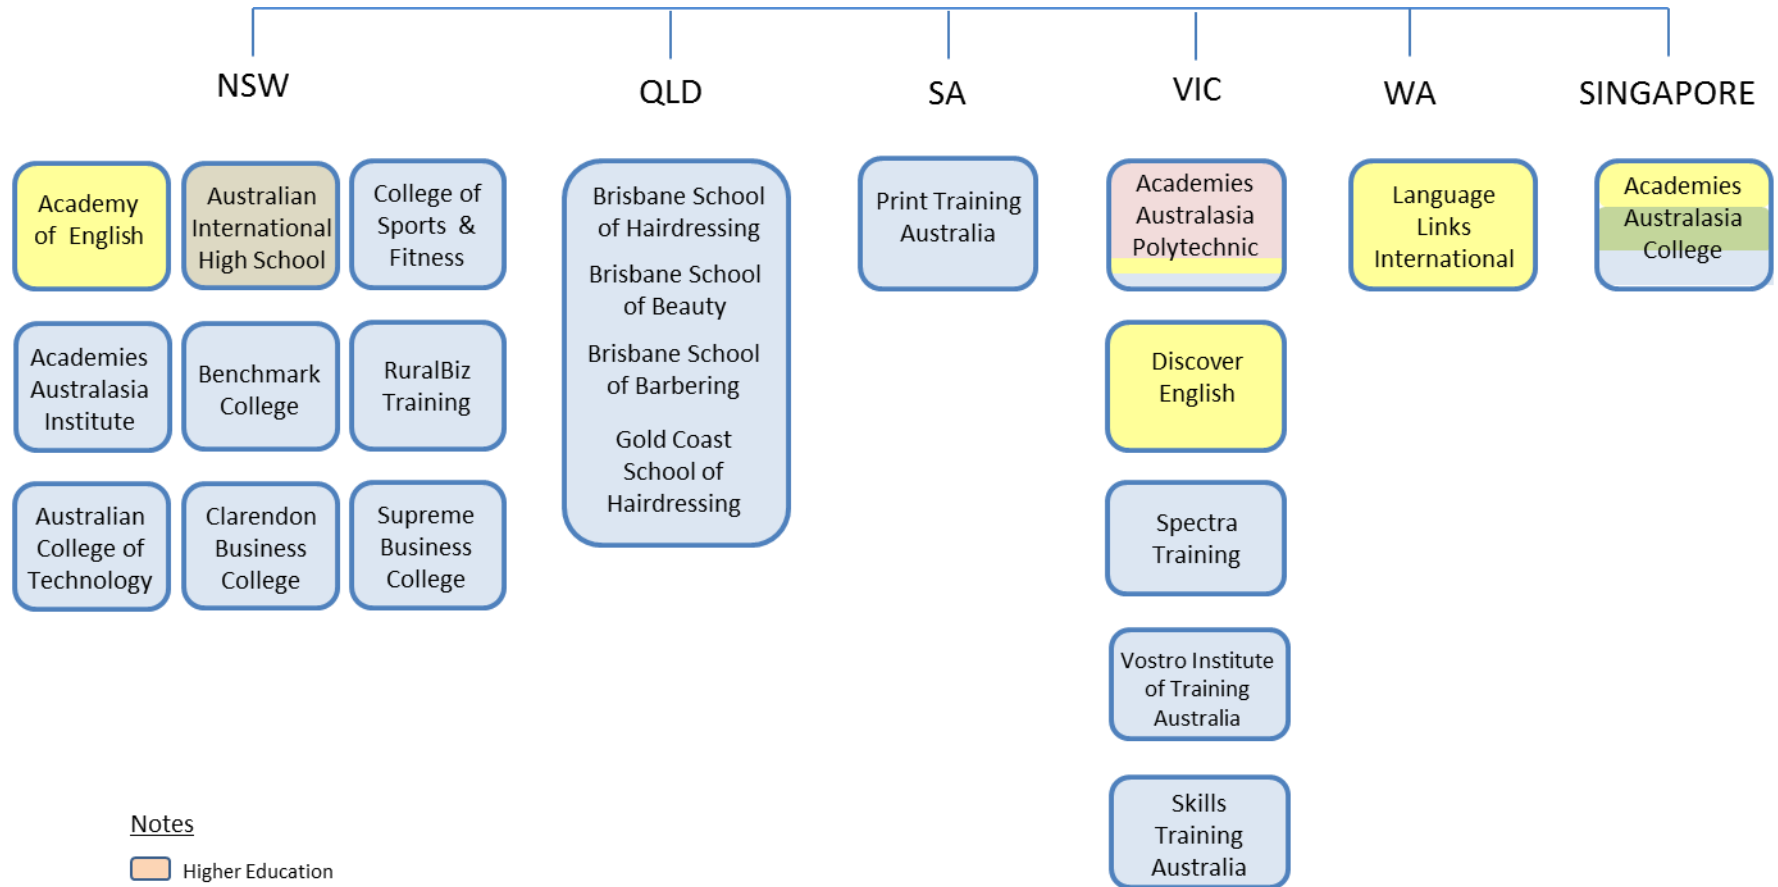 NSW
QLD
SA
VIC
WA
SINGAPORE
Academy
of English
Australian
International
High School
College of
Sports &
Fitness
Academies
Australasia
Institute
Benchmark
College
RuralBiz
Training
Australian
College of
Technology
Clarendon
Business
College
Supreme
Business
College
Brisbane School
of Hairdressing
Brisbane School
of Beauty
Brisbane School
of Barbering
Gold Coast
School of
Hairdressing
Print Training
Australia
Academies
Australasia
Polytechnic
Discover
English
Spectra
Training
Vostro Institute
of Training
Australia
Skills
Training
Australia
Language
Links
International
Academies
Australasia
College
Notes
Higher Education